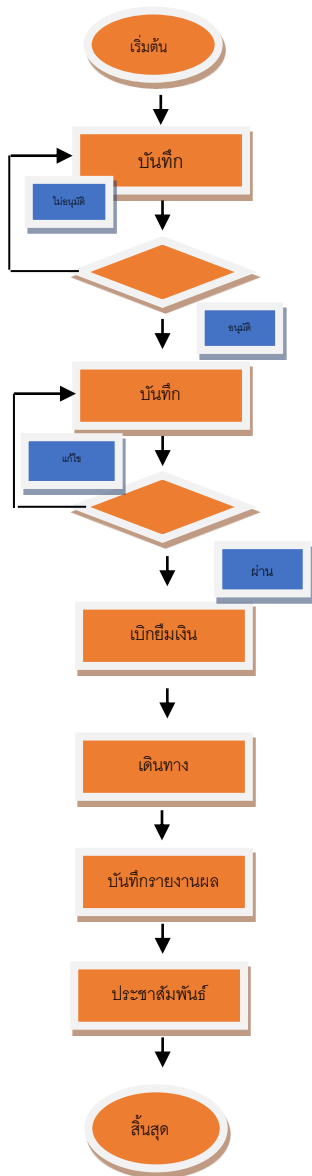 เริ่มต้น
บันทึก
ไม่อนุมัติ
อนุมัติ
บันทึก
แก้ไข
ผ่าน
เบิกยืมเงิน
เดินทาง
บันทึกรายงานผล
ประชาสัมพันธ์
สิ้นสุด